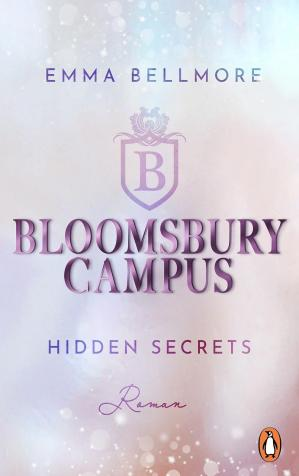 EMMA BELLMORE
B
BLOOMSBURY
CAMPUS
HIDDEN SECRETS
Roman